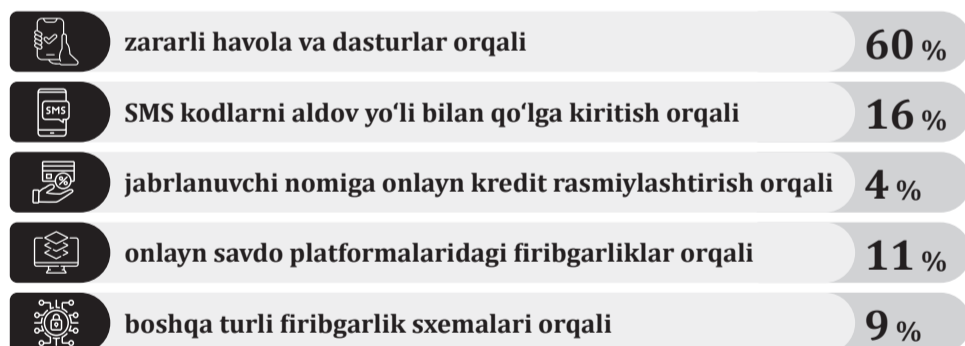 zararli havola va dasturlar orqali 60 %
SMS
SMS kodlarni aldov yo‘li bilan qo‘lga kiritish orqali 16 %
jabrlanuvchi nomiga onlayn kredit rasmiylashtirish orqali 4 %
onlayn savdo platformalaridagi firibgarliklar orqali 11 %
boshqa turli firibgarlik sxemalari orqali 9 %